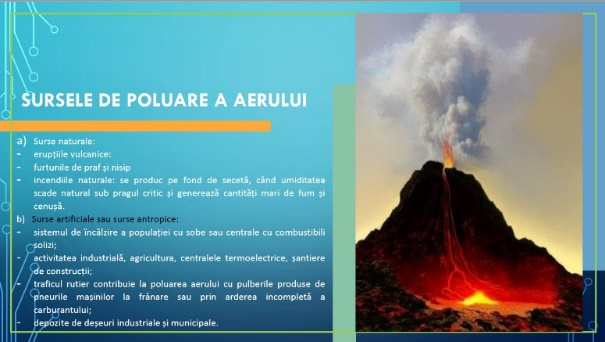 SURSELE DE POLUARE A AERULUI
a) Surse naturale:
- erupțiile vulcanice:
- furtunile de praf și nisip
- incendiile naturale: se produc pe fond de secetă, când umiditatea
scade natural sub pragul critic și generează cantități mari de fum și
cenușă.
b) Surse artificiale sau surse antropice:
- sistemul de încălzire a populației cu sobe sau centrale cu combustibili
solizi;
- activitatea industrială, agricultura, centralele termoelectrice, șantiere
de construcții;
- traficul rutier contribuie la poluarea aerului cu pulberile produse de
pneurile mașinilor la frânare sau prin arderea incompletă a
carburantului;
- depozite de deșeuri industriale și municipale.